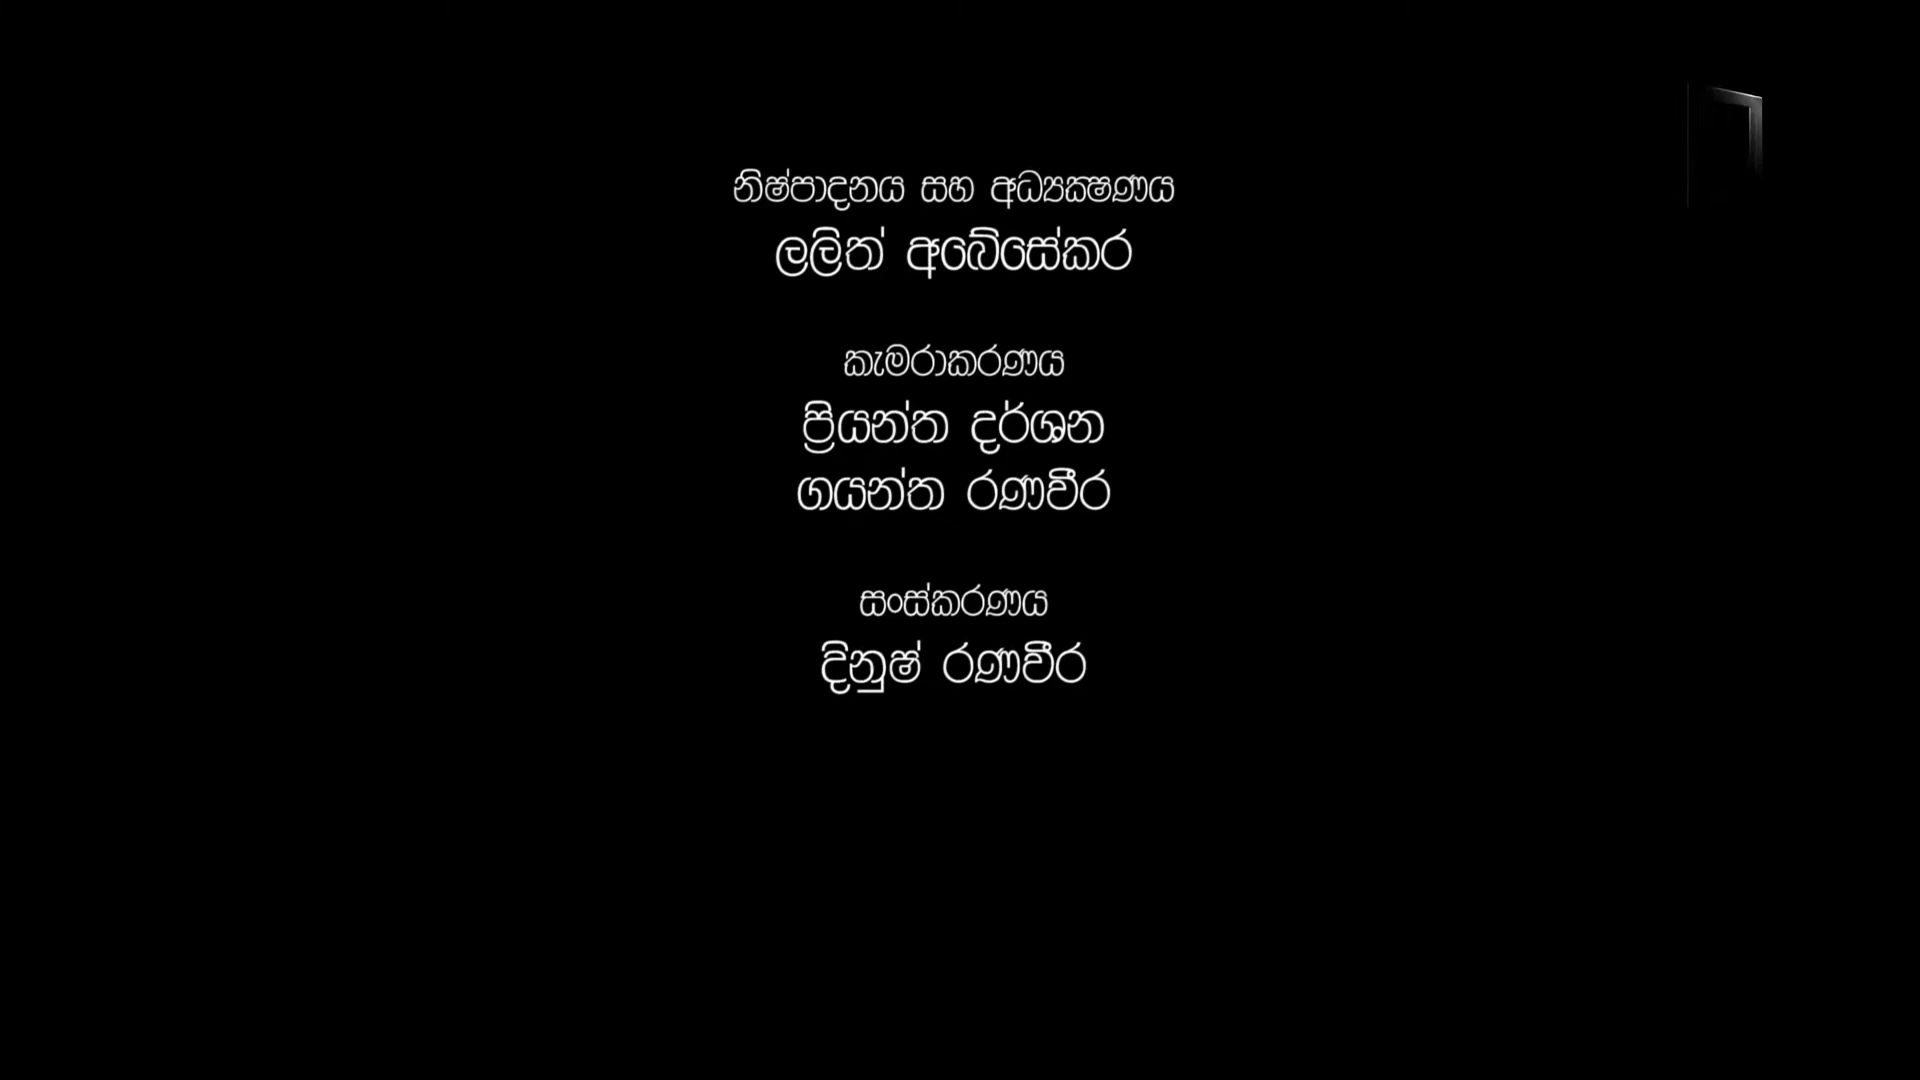 නිෂ්පාදනය සහ අධ්‍යක්ෂණය
ලලිත් අබේසේකර
කැමරාකරණය
ප්‍රියන්ත දර්ශන
ගයන්ත රණවීර
සංස්කරණය
දිනුෂ් රණවීර